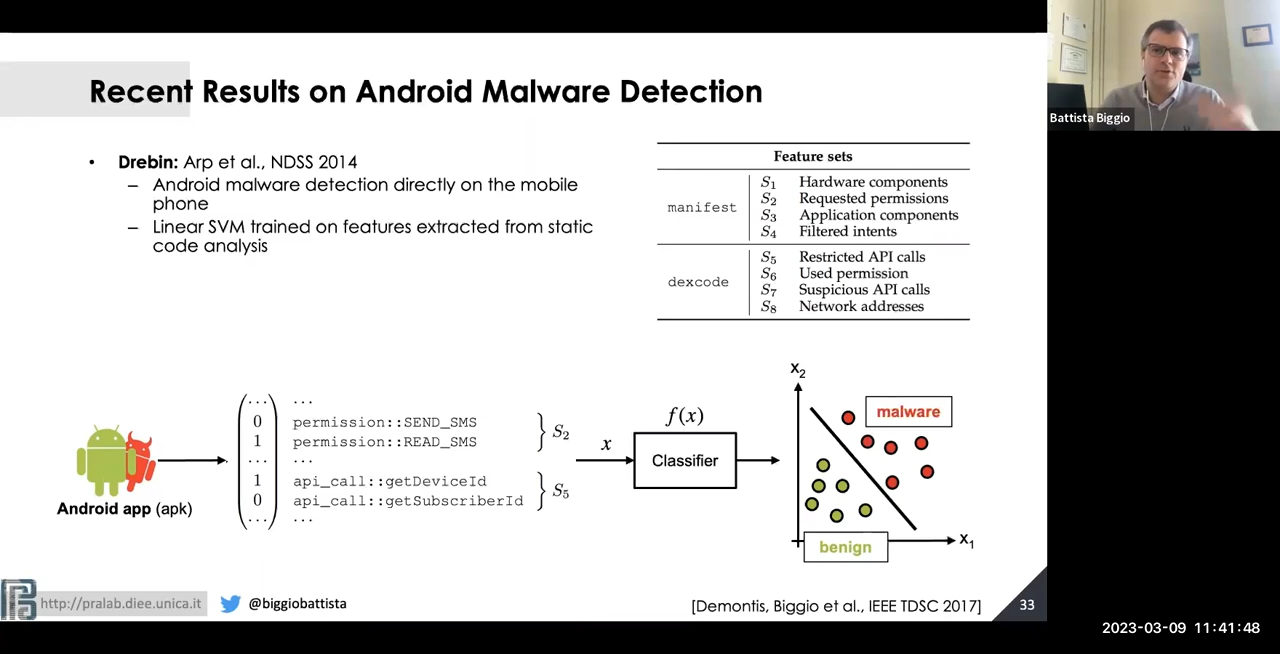 Recent Results on Android Malware Detection
Battista Biggio
• Drebin: Arp et al., NDSS 2014
– Android malware detection directly on the mobile
phone
– Linear SVM trained on features extracted from static
code analysis
Feature sets
manifest
S1 Hardware components
S2 Requested permissions
S3 Application components
S4 Filtered intents
dexcode
S5 Restricted API calls
S6 Used permission
S7 Suspicious API calls
S8 Network addresses
Android app (apk)
... ...
0 permission::SEND_SMS
1 permission::READ_SMS
S2
... ...
1 api_call::getDeviceId
0 api_call::getSubscriberId
S5
... ...
x
f(x)
Classifier
x2
malware
benign
x1
http://pralab.diee.unica.it
@biggiobattista
[Demontis, Biggio et al., IEEE TDSC 2017]
33
2023-03-09 11:41:48